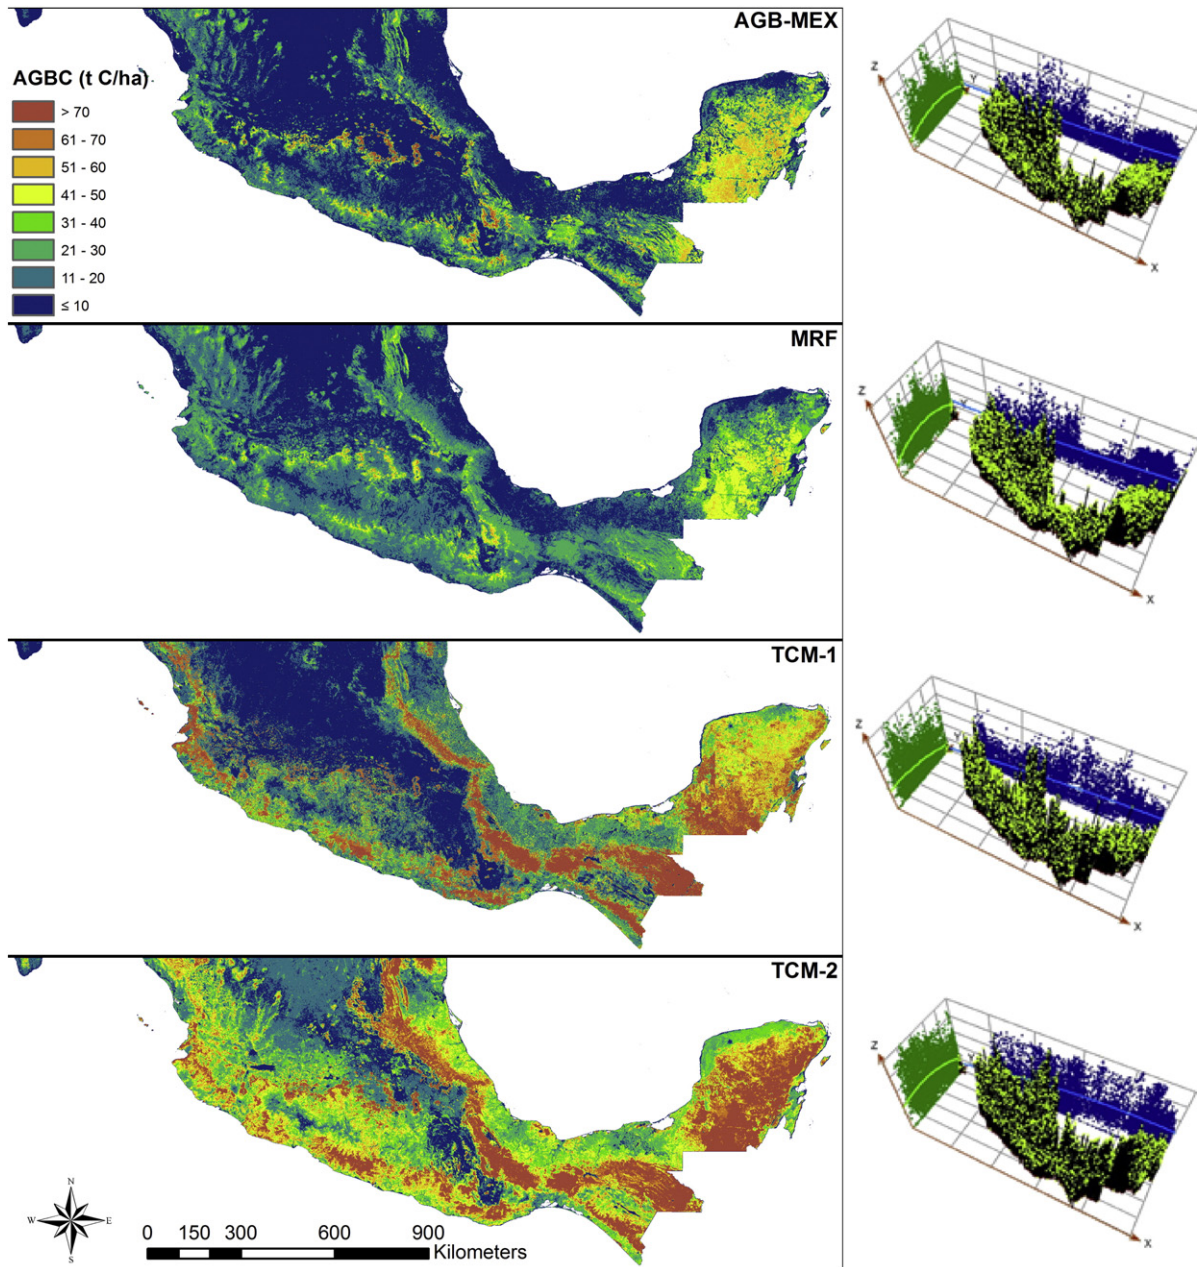 AGB-MEX
AGBC (t C/ha)
> 70
61 - 70
51 - 60
41 - 50
31 - 40
21 - 30
11 - 20
≤ 10
Z
Y
X
MRF
Z
X
TCM-1
Z
Y
X
TCM-2
Z
Y
X
N
W E
S
0 150 300 600 900
Kilometers